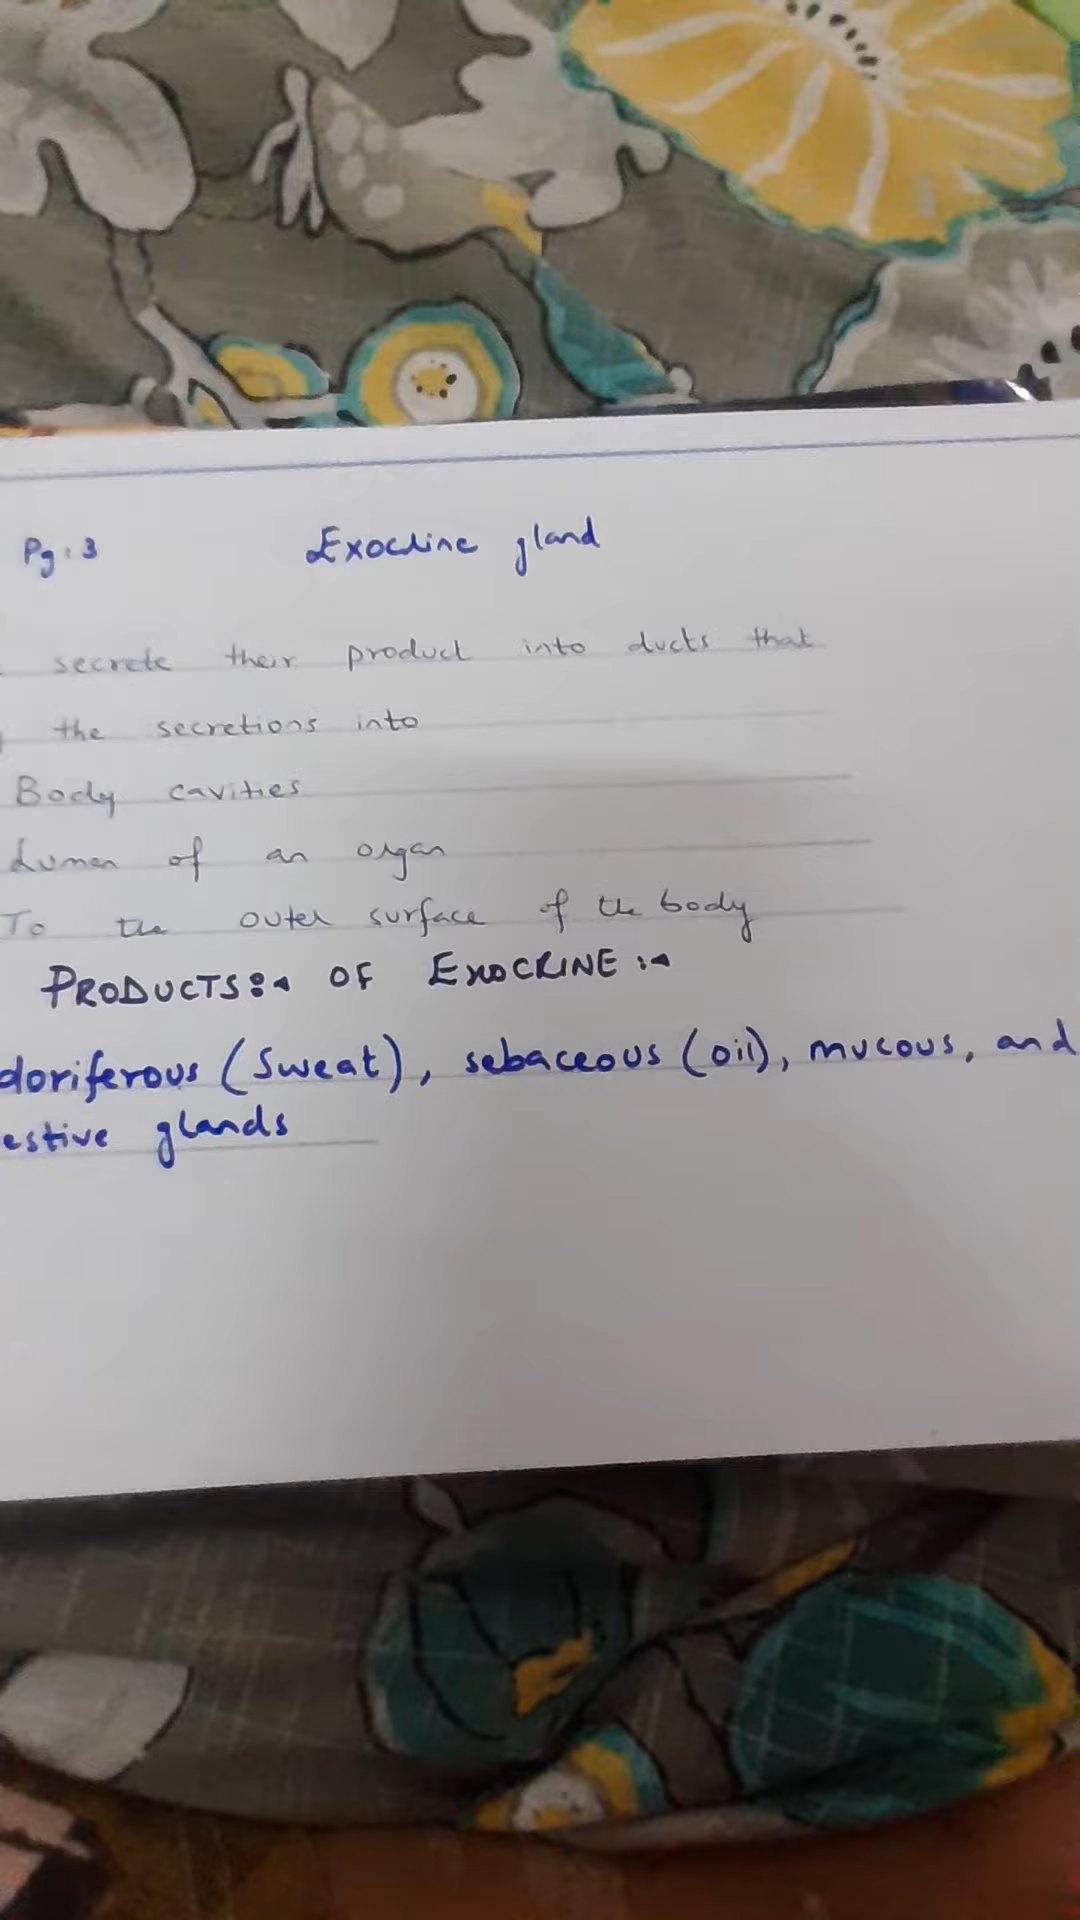 Pg: 3 Exocrine gland
secrete their product into ducts that
the secretions into
Body cavities
Lumen of an organ
To the outer surface of the body
PRODUCTS:- OF EXOCRINE :-
doriferous (Sweat), sebaceous (oil), mucous, and
estive glands